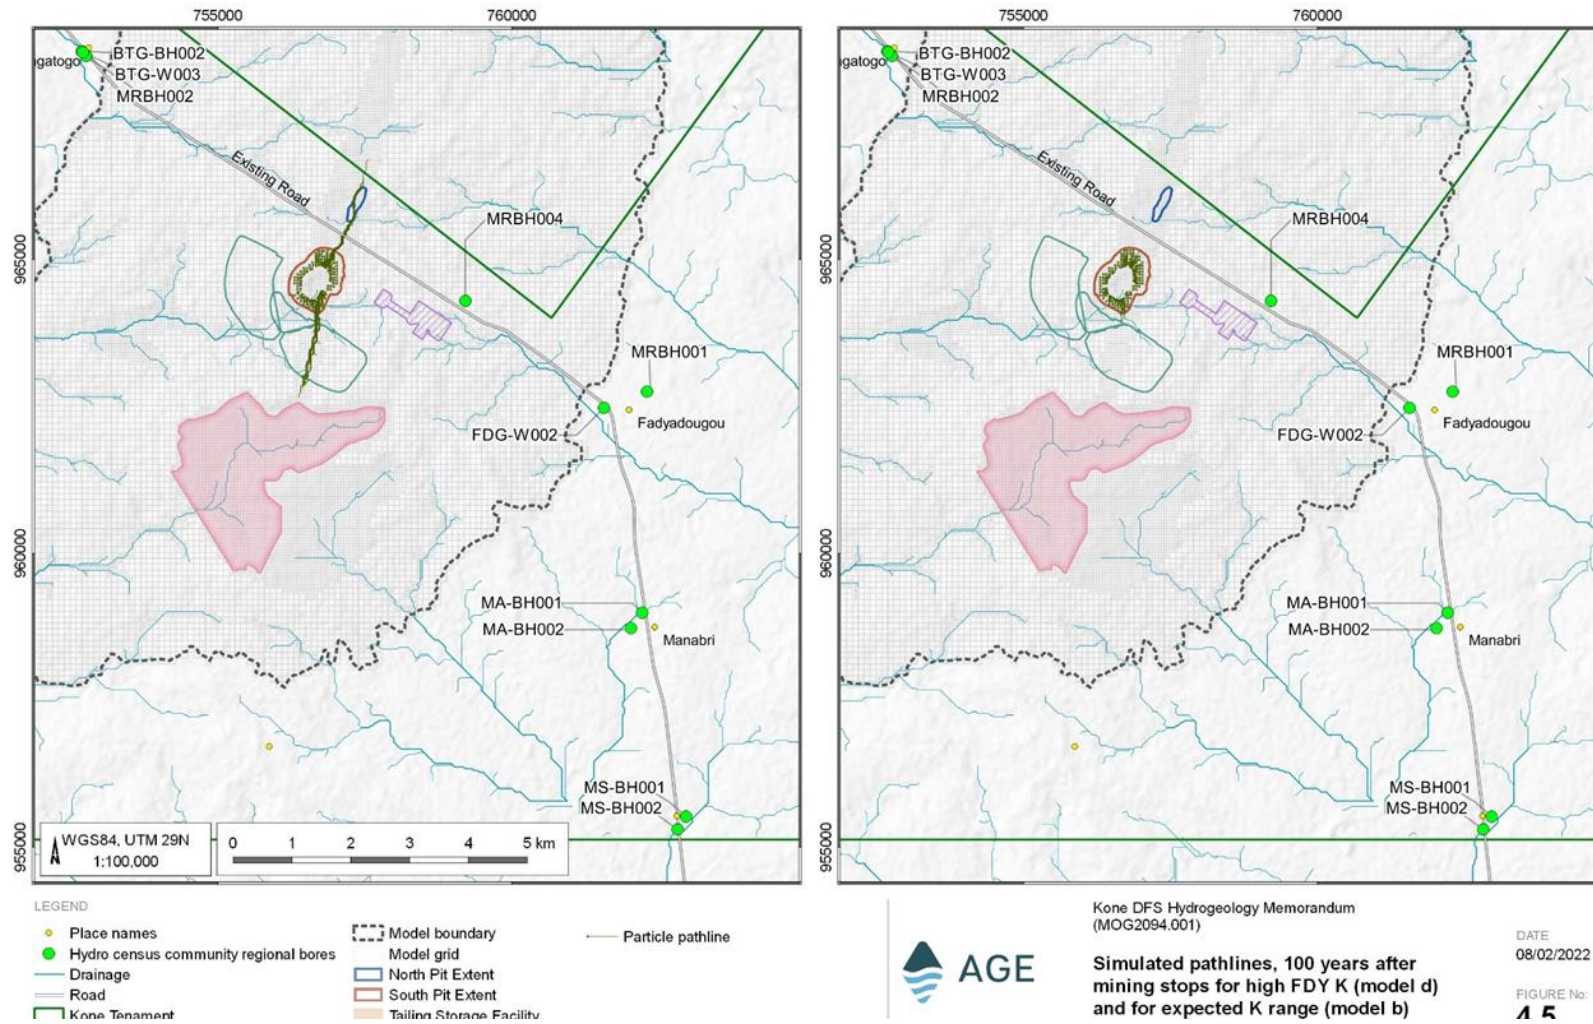 755000
760000
755000
760000
gatogo
BTG-BH002
BTG-W003
MRBH002
Existing Road
MRBH004
965000
MRBH001
Fadyadougou
FDG-W002
960000
MA-BH001
MA-BH002
Manabri
MS-BH001
MS-BH002
955000
WGS84, UTM 29N
1:100,000
0 1 2 3 4 5 km
gatogo
BTG-BH002
BTG-W003
MRBH002
Existing Road
MRBH004
965000
MRBH001
Fadyadougou
FDG-W002
960000
MA-BH001
MA-BH002
Manabri
MS-BH001
MS-BH002
955000
LEGEND
Place names
Hydro census community regional bores
Drainage
Road
Kone Tenament
Model boundary
Model grid
North Pit Extent
South Pit Extent
Tailing Storage Facility
Particle pathline
AGE
Kone DFS Hydrogeology Memorandum
(MOG2094.001)
Simulated pathlines, 100 years after
mining stops for high FDY K (model d)
and for expected K range (model b)
DATE
08/02/2022
FIGURE No:
4.5